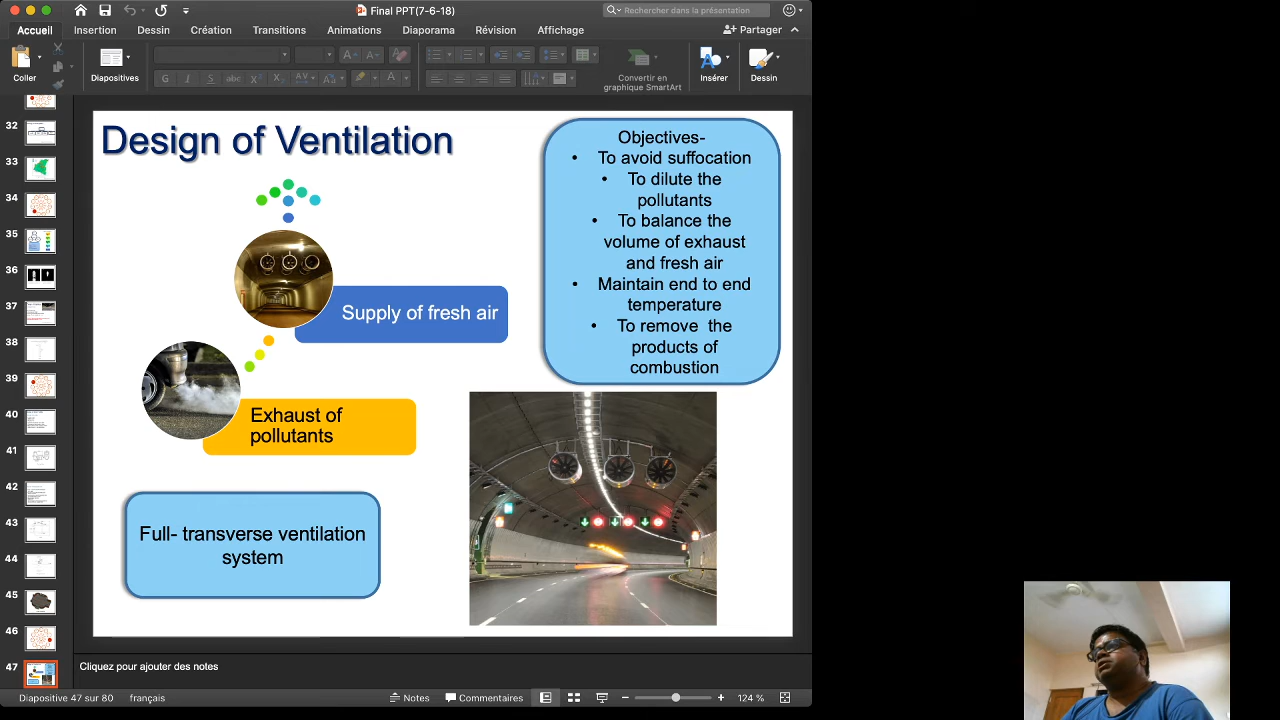 Final PPT(7-6-18)
Rechercher dans la présentation
Accueil Insertion Dessin Création Transitions Animations Diaporama Révision Affichage
Partager
Coller
Diapositives
G I S abc X² X₂ AV Aa A
Convertir en
graphique SmartArt
Insérer
Dessin
32
33
34
35
36
37
38
39
40
41
42
43
44
45
46
47
Design of Ventilation
Supply of fresh air
Exhaust of
pollutants
Full- transverse ventilation
system
Objectives-
• To avoid suffocation
• To dilute the
pollutants
• To balance the
volume of exhaust
and fresh air
• Maintain end to end
temperature
• To remove the
products of
combustion
Cliquez pour ajouter des notes
Diapositive 47 sur 80 français
Notes Commentaires
124 %